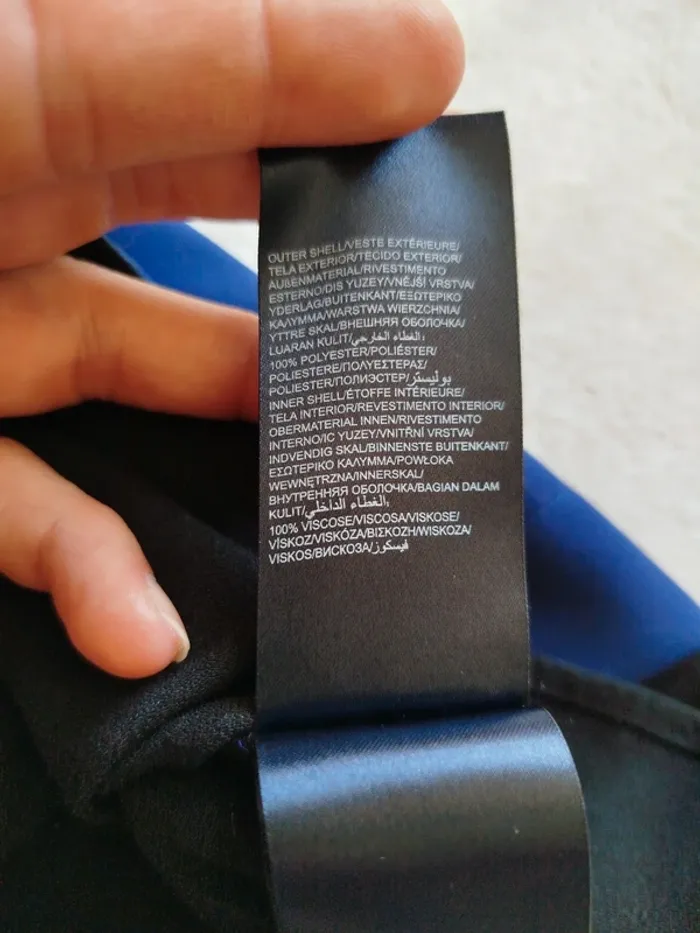 OUTER SHELL/VESTE EXTÉRIEURE/
TELA EXTERIOR/TECIDO EXTERIOR/
AUßENMATERIAL/RIVESTIMENTO
ESTERNO/DIS YUZEY/VNĚJŠÍ VRSTVA/
YDERLAG/BUITENKANT/ΕΞΩΤΕΡΙΚΟ
ΚΑΛΥΜΜΑ/WARSTWA WIERZCHNIA/
YTTRE SKAL/ВНЕШНЯЯ ОБОЛОЧКА/
LUARAN KULIT/الغطاء الخارجي:
100% POLYESTER/POLIÉSTER/
POLIESTERE/ΠΟΛΥΕΣΤΕΡΑΣ/
POLIESTER/ПОЛИЭСТЕР/بوليستر
INNER SHELL/ÉTOFFE INTÉRIEURE/
TELA INTERIOR/REVESTIMENTO INTERIOR/
OBERMATERIAL INNEN/RIVESTIMENTO
INTERNO/IC YUZEY/VNITŘNÍ VRSTVA/
INDVENDIG SKAL/BINNENSTE BUITENKANT/
ΕΣΩΤΕΡΙΚΟ ΚΑΛΥΜΜΑ/POWŁOKA
WEWNĘTRZNA/INNERSKAL/
ВНУТРЕННЯЯ ОБОЛОЧКА/BAGIAN DALAM
KULIT/الغطاء الداخلي:
100% VISCOSE/VISCOSA/VISKOSE/
VÍSKOZ/VISKÓZA/ΒΙΣΚΟΖΗ/WISKOZA/
VISKOS/ВИСКОЗА/فيسكوز